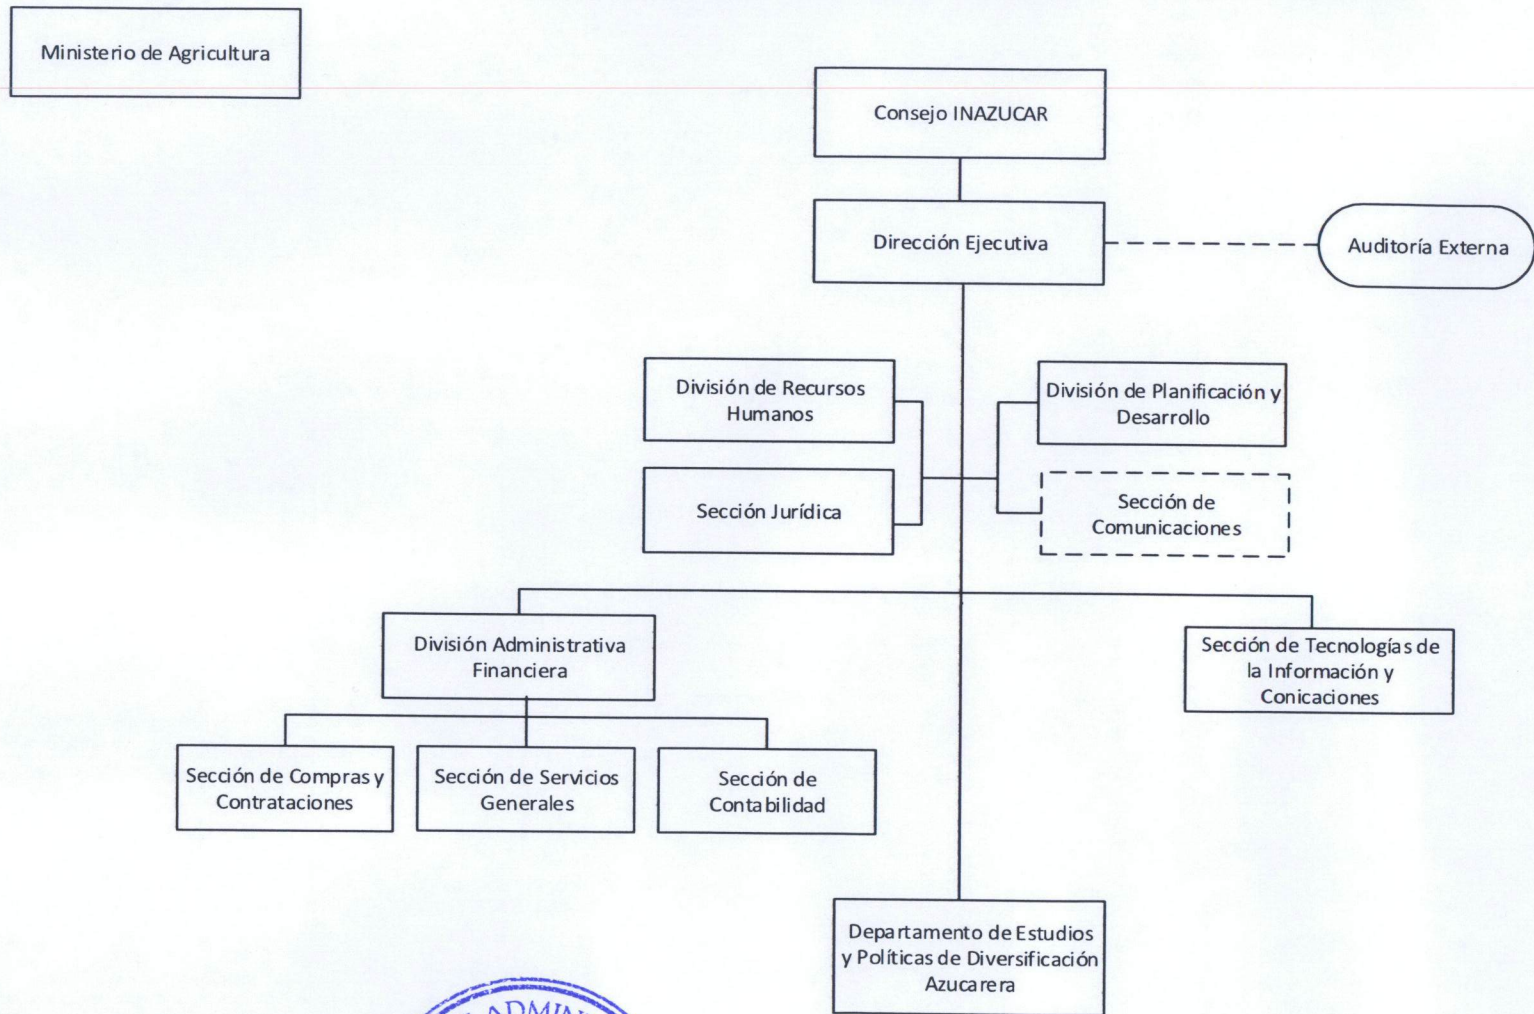 Ministerio de Agricultura
Consejo INAZUCAR
Dirección Ejecutiva
Auditoría Externa
División de Recursos
Humanos
División de Planificación y
Desarrollo
Sección Jurídica
Sección de
Comunicaciones
División Administrativa
Financiera
Sección de Tecnologías de
la Información y
Conicaciones
Sección de Compras y
Contrataciones
Sección de Servicios
Generales
Sección de
Contabilidad
Departamento de Estudios
y Políticas de Diversificación
Azucarera